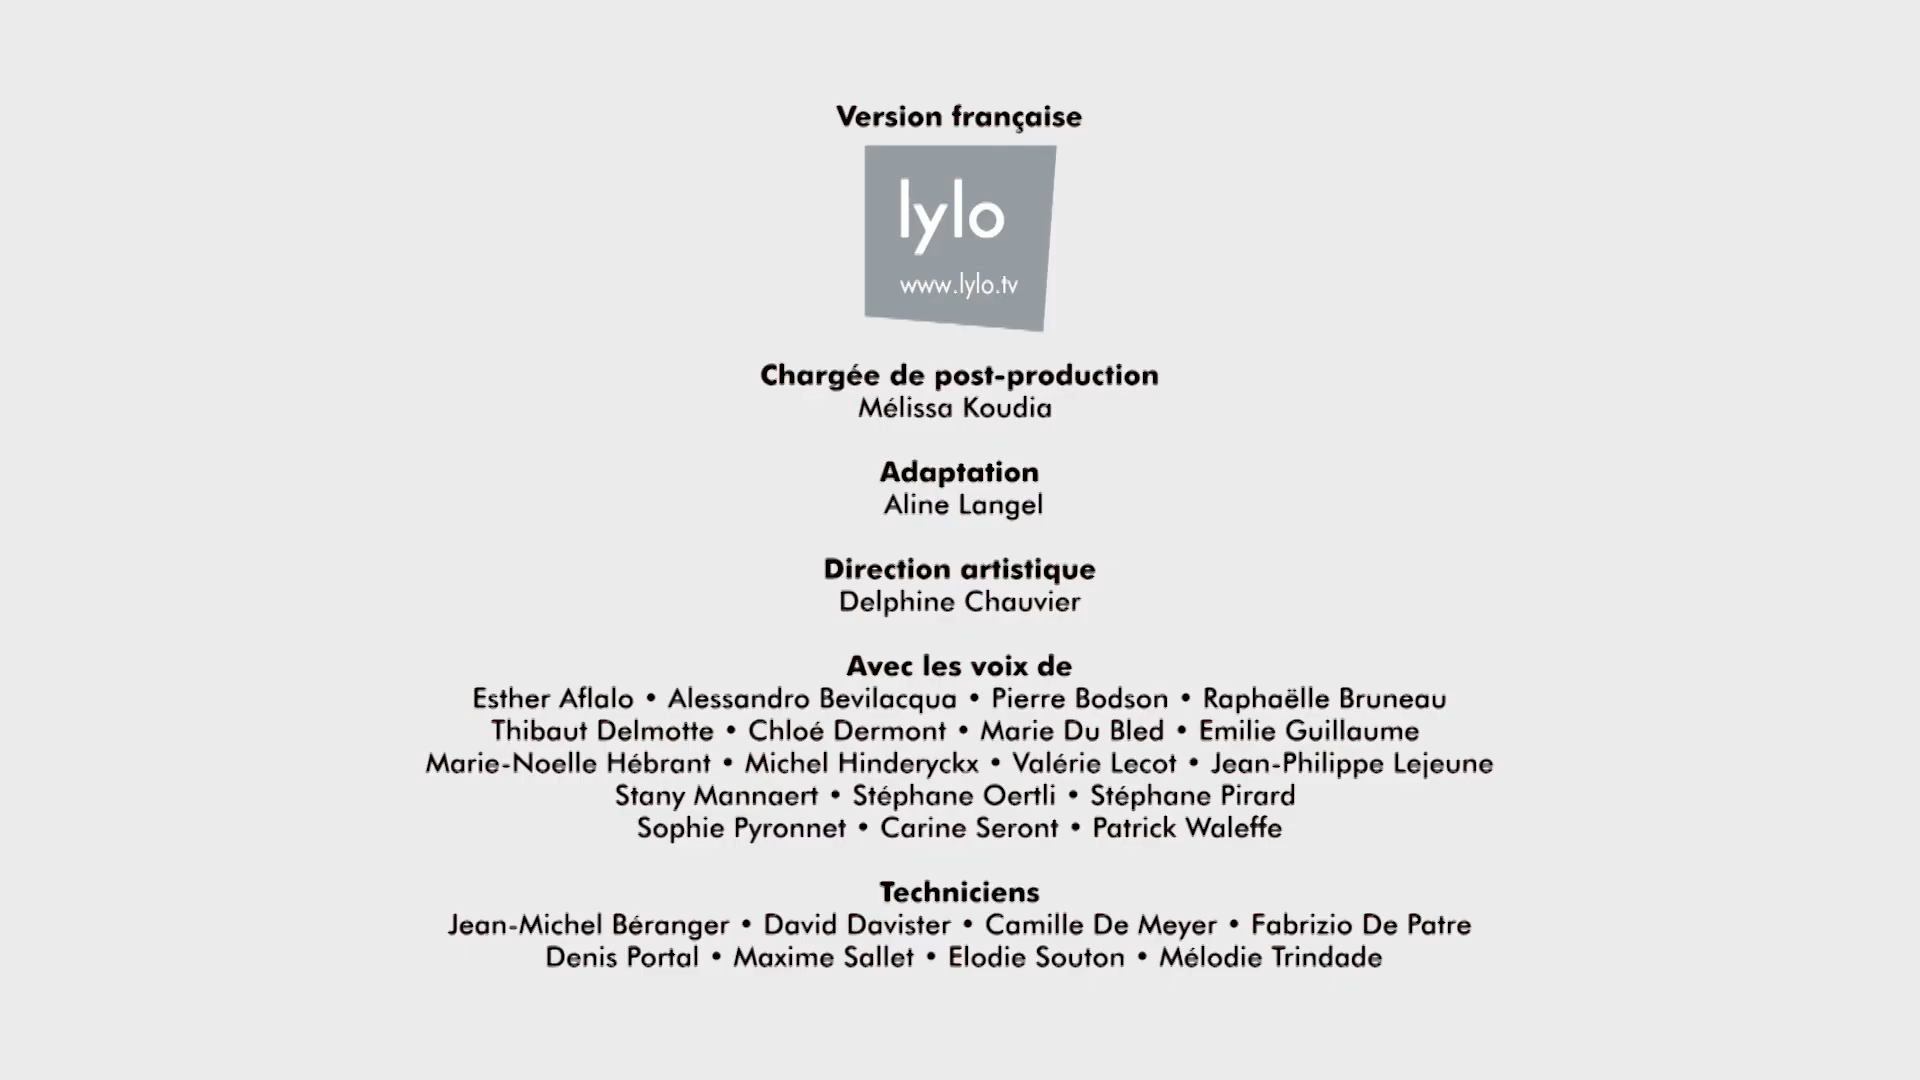 Version française
lylo
www.lylo.tv
Chargée de post-production
Mélissa Koudia
Adaptation
Aline Langel
Direction artistique
Delphine Chauvier
Avec les voix de
Esther Aflalo • Alessandro Bevilacqua • Pierre Bodson • Raphaëlle Bruneau
Thibaut Delmotte • Chloé Dermont • Marie Du Bled • Emilie Guillaume
Marie-Noelle Hébrant • Michel Hinderyckx • Valérie Lecot • Jean-Philippe Lejeune
Stany Mannaert • Stéphane Oertli • Stéphane Pirard
Sophie Pyronnet • Carine Seront • Patrick Waleffe
Techniciens
Jean-Michel Béranger • David Davister • Camille De Meyer • Fabrizio De Patre
Denis Portal • Maxime Sallet • Elodie Souton • Mélodie Trindade